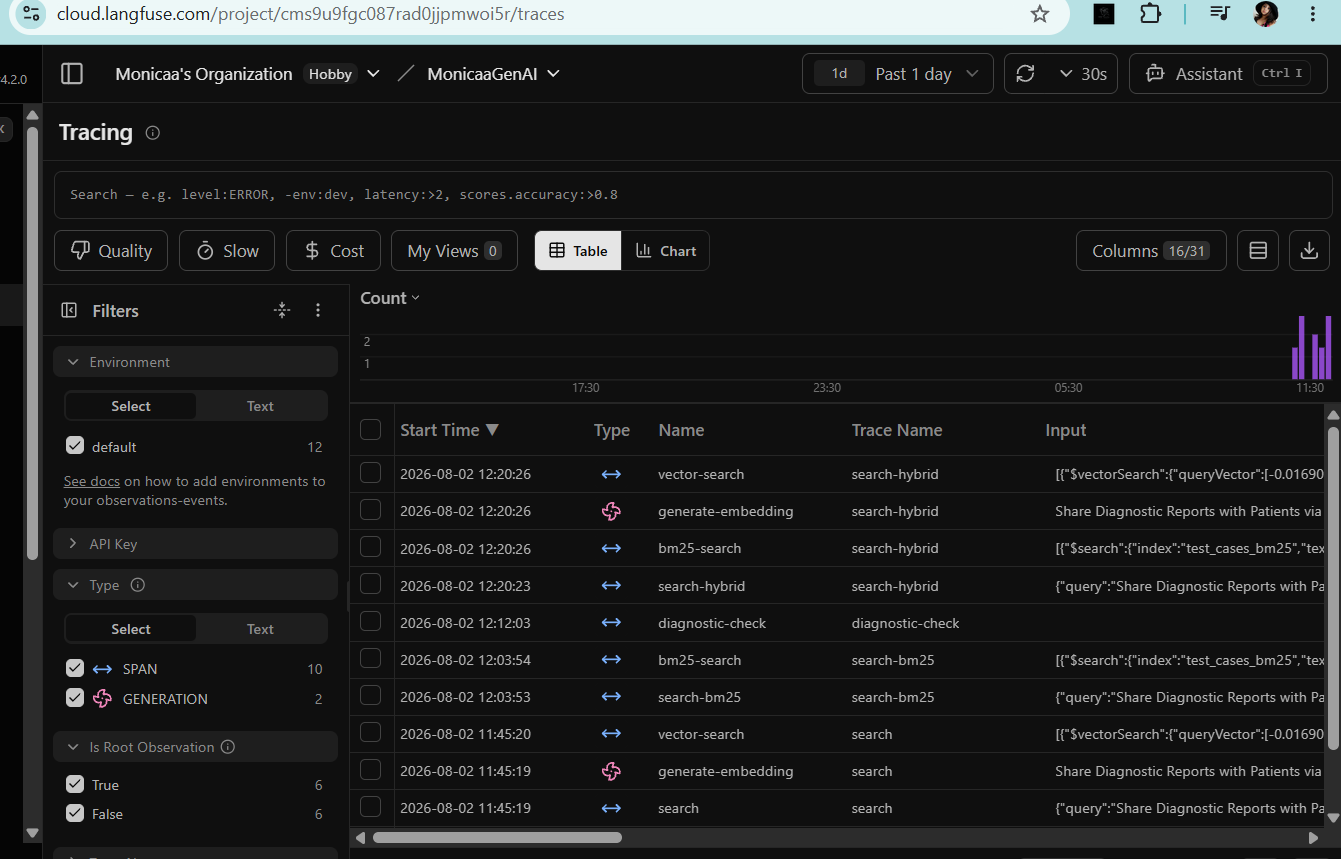 cloud.langfuse.com/project/cms9u9fgc087rad0jjpmwoi5r/traces
4.2.0
Monicaa's Organization Hobby / MonicaaGenAI 1d Past 1 day 30s Assistant Ctrl I
Tracing
Search — e.g. level:ERROR, -env:dev, latency:>2, scores.accuracy:>0.8
Quality Slow $ Cost My Views 0 Table Chart Columns 16/31
Filters
Count
2
1
17:30 23:30 05:30 11:30
Environment
Select Text
default 12
See docs on how to add environments to
your observations-events.
API Key
Type
Select Text
SPAN 10
GENERATION 2
Is Root Observation
True 6
False 6
Start Time ▼ Type Name Trace Name Input
2026-08-02 12:20:26 vector-search search-hybrid [{"$vectorSearch":{"queryVector":[-0.01690
2026-08-02 12:20:26 generate-embedding search-hybrid Share Diagnostic Reports with Patients via
2026-08-02 12:20:26 bm25-search search-hybrid [{"$search":{"index":"test_cases_bm25","tex
2026-08-02 12:20:23 search-hybrid search-hybrid {"query":"Share Diagnostic Reports with Pa
2026-08-02 12:12:03 diagnostic-check diagnostic-check
2026-08-02 12:03:54 bm25-search search-bm25 [{"$search":{"index":"test_cases_bm25","tex
2026-08-02 12:03:53 search-bm25 search-bm25 {"query":"Share Diagnostic Reports with Pa
2026-08-02 11:45:20 vector-search search [{"$vectorSearch":{"queryVector":[-0.01690
2026-08-02 11:45:19 generate-embedding search Share Diagnostic Reports with Patients via
2026-08-02 11:45:19 search search {"query":"Share Diagnostic Reports with Pa